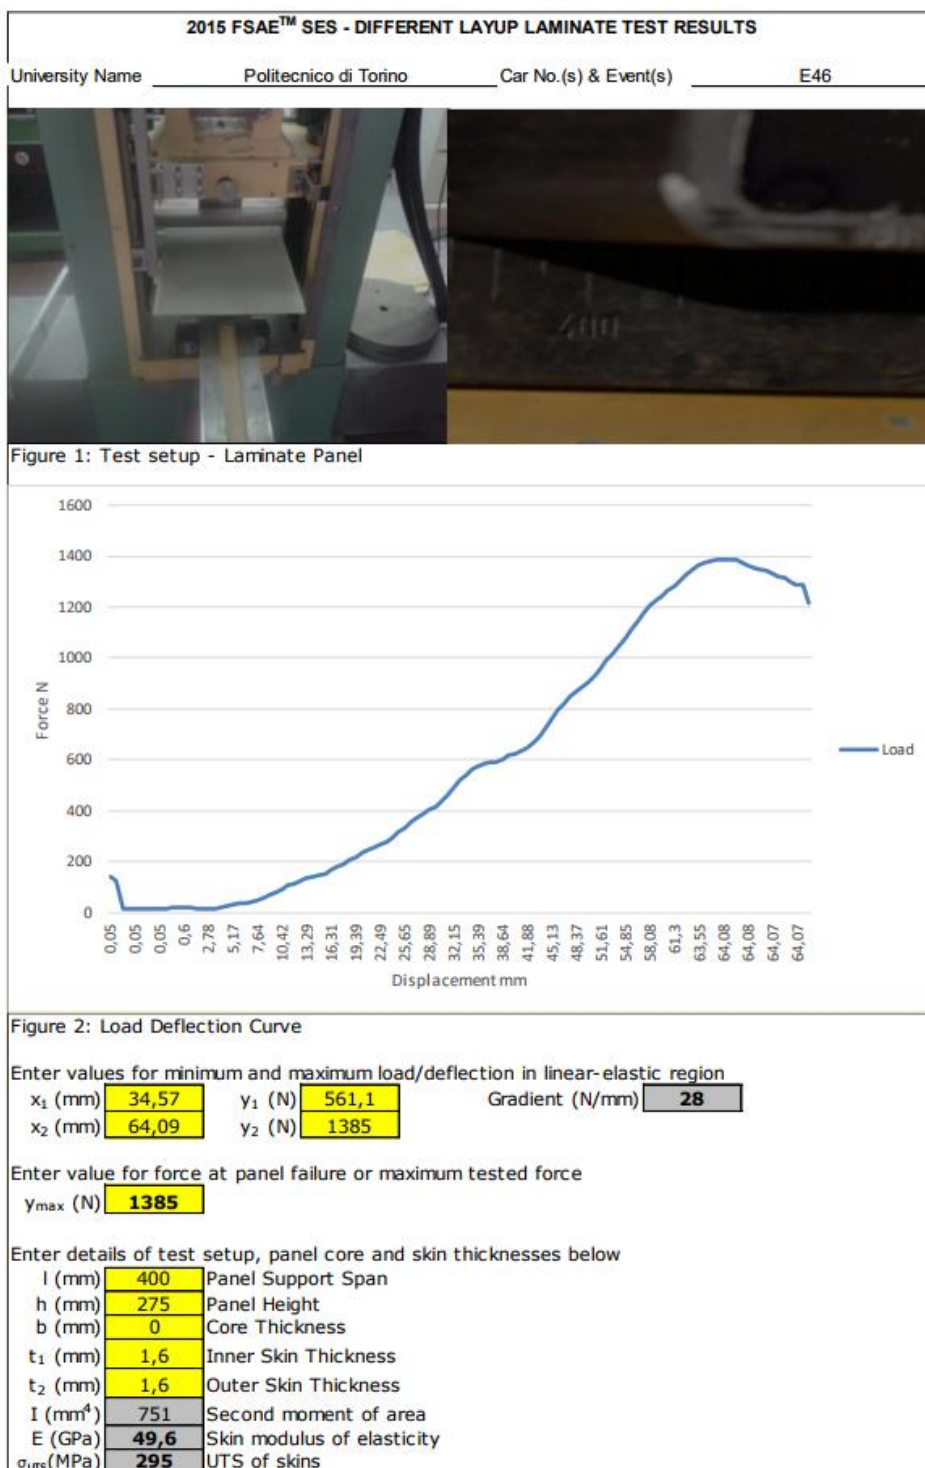 2015 FSAE™ SES - DIFFERENT LAYUP LAMINATE TEST RESULTS
University Name Politecnico di Torino Car No.(s) & Event(s) E46
400
Figure 1: Test setup - Laminate Panel
1600
1400
1200
1000
800
600
400
200
0
Force N
Load
0,05 0,05 0,05 0,6 2,78 5,17 7,64 10,42 13,29 16,31 19,39 22,49 25,65 28,89 32,15 35,39 38,64 41,88 45,13 48,37 51,61 54,85 58,08 61,3 63,55 64,08 64,08 64,07 64,07
Displacement mm
Figure 2: Load Deflection Curve
Enter values for minimum and maximum load/deflection in linear-elastic region
x₁ (mm) 34,57 y₁ (N) 561,1 Gradient (N/mm) 28
x₂ (mm) 64,09 y₂ (N) 1385
Enter value for force at panel failure or maximum tested force
ymax (N) 1385
Enter details of test setup, panel core and skin thicknesses below
l (mm) 400 Panel Support Span
h (mm) 275 Panel Height
b (mm) 0 Core Thickness
t₁ (mm) 1,6 Inner Skin Thickness
t₂ (mm) 1,6 Outer Skin Thickness
I (mm⁴) 751 Second moment of area
E (GPa) 49,6 Skin modulus of elasticity
σUTS(MPa) 295 UTS of skins